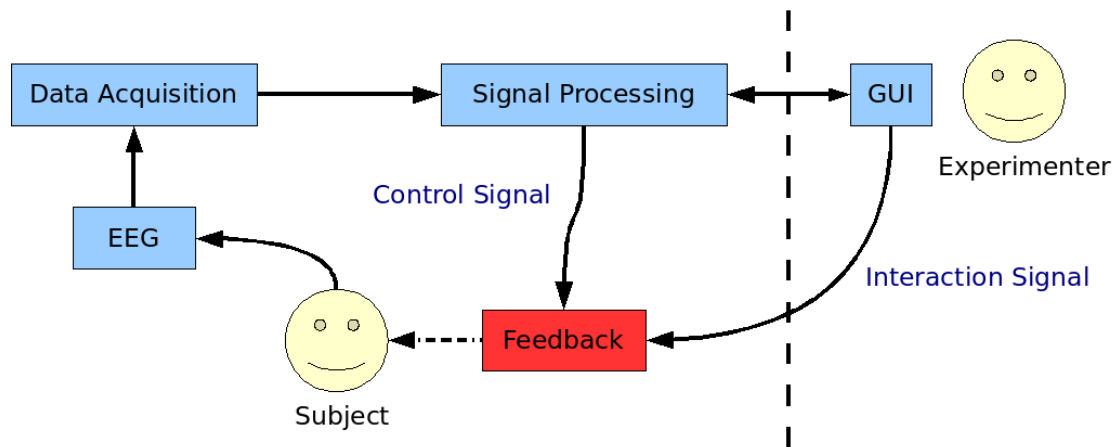 Data Acquisition
Signal Processing
GUI
Experimenter
Control Signal
EEG
Interaction Signal
Feedback
Subject